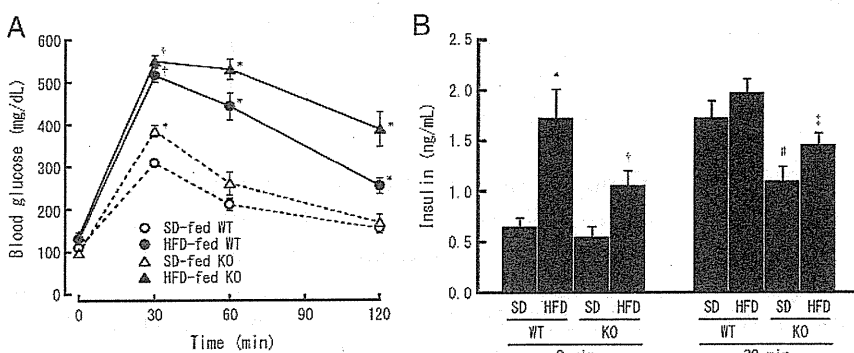 A
B
600
500
400
300
200
100
0
Blood glucose (mg/dL)
† 
‡
*
*
*
*
*
SD-fed WT
HFD-fed WT
SD-fed KO
HFD-fed KO
0 30 60 90 120
Time (min)
2.5
2.0
1.5
1.0
0.5
0.0
Insulin (ng/mL)
†
#
‡
SD HFD SD HFD SD HFD SD HFD
WT KO WT KO